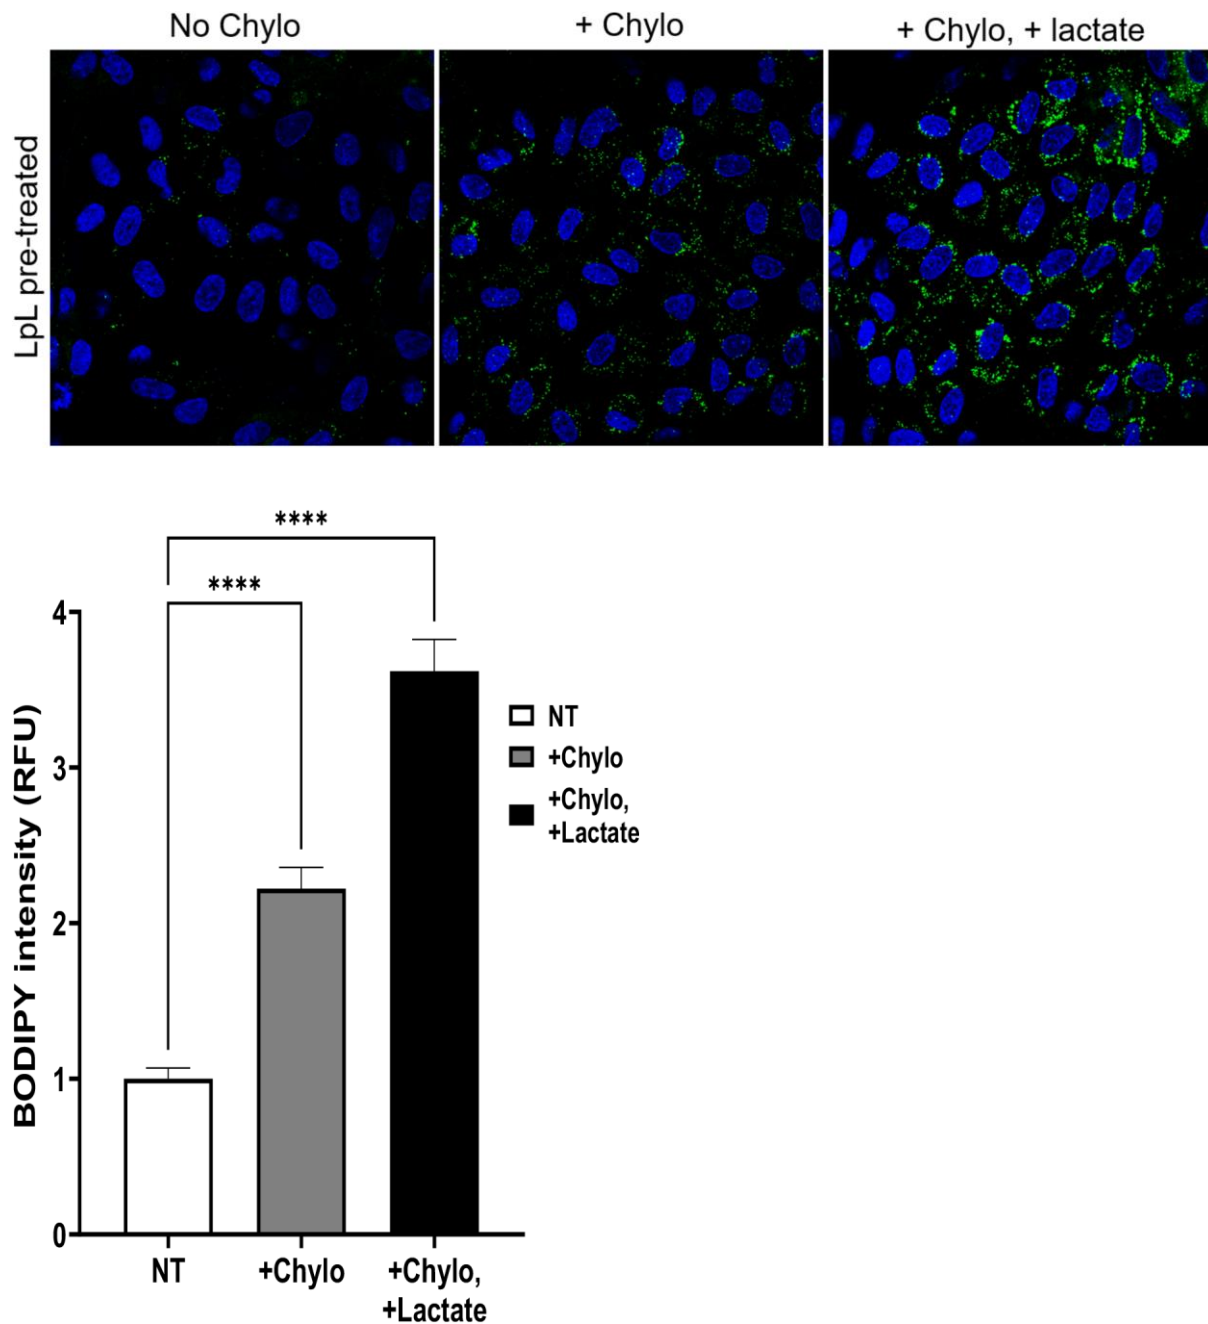 No Chylo
+ Chylo
+ Chylo, + lactate
LpL pre-treated
****
****
BODIPY intensity (RFU)
4
3
2
1
0
NT
+Chylo
+Chylo,
+Lactate
NT
+Chylo
+Chylo,
+Lactate